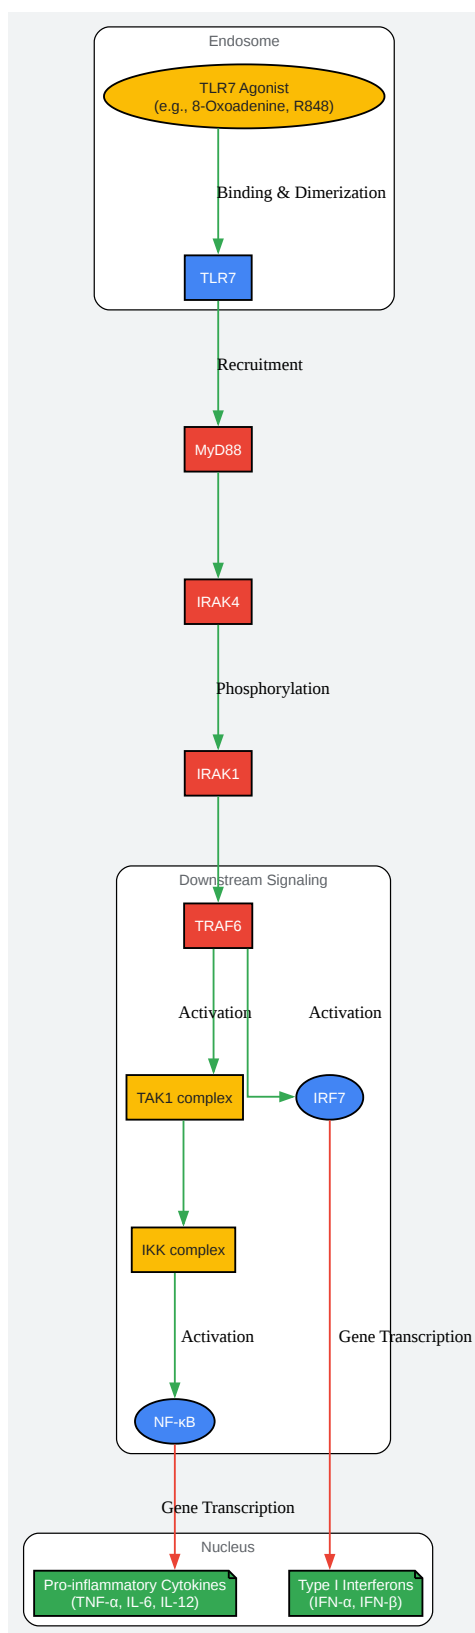 Endosome
TLR7 Agonist
(e.g., 8-Oxoadenine, R848)
Binding & Dimerization
TLR7
Recruitment
MyD88
IRAK4
Phosphorylation
IRAK1
Downstream Signaling
TRAF6
Activation
Activation
TAK1 complex
IRF7
IKK complex
Activation
Gene Transcription
NF-κB
Gene Transcription
Nucleus
Pro-inflammatory Cytokines
(TNF-α, IL-6, IL-12)
Type I Interferons
(IFN-α, IFN-β)